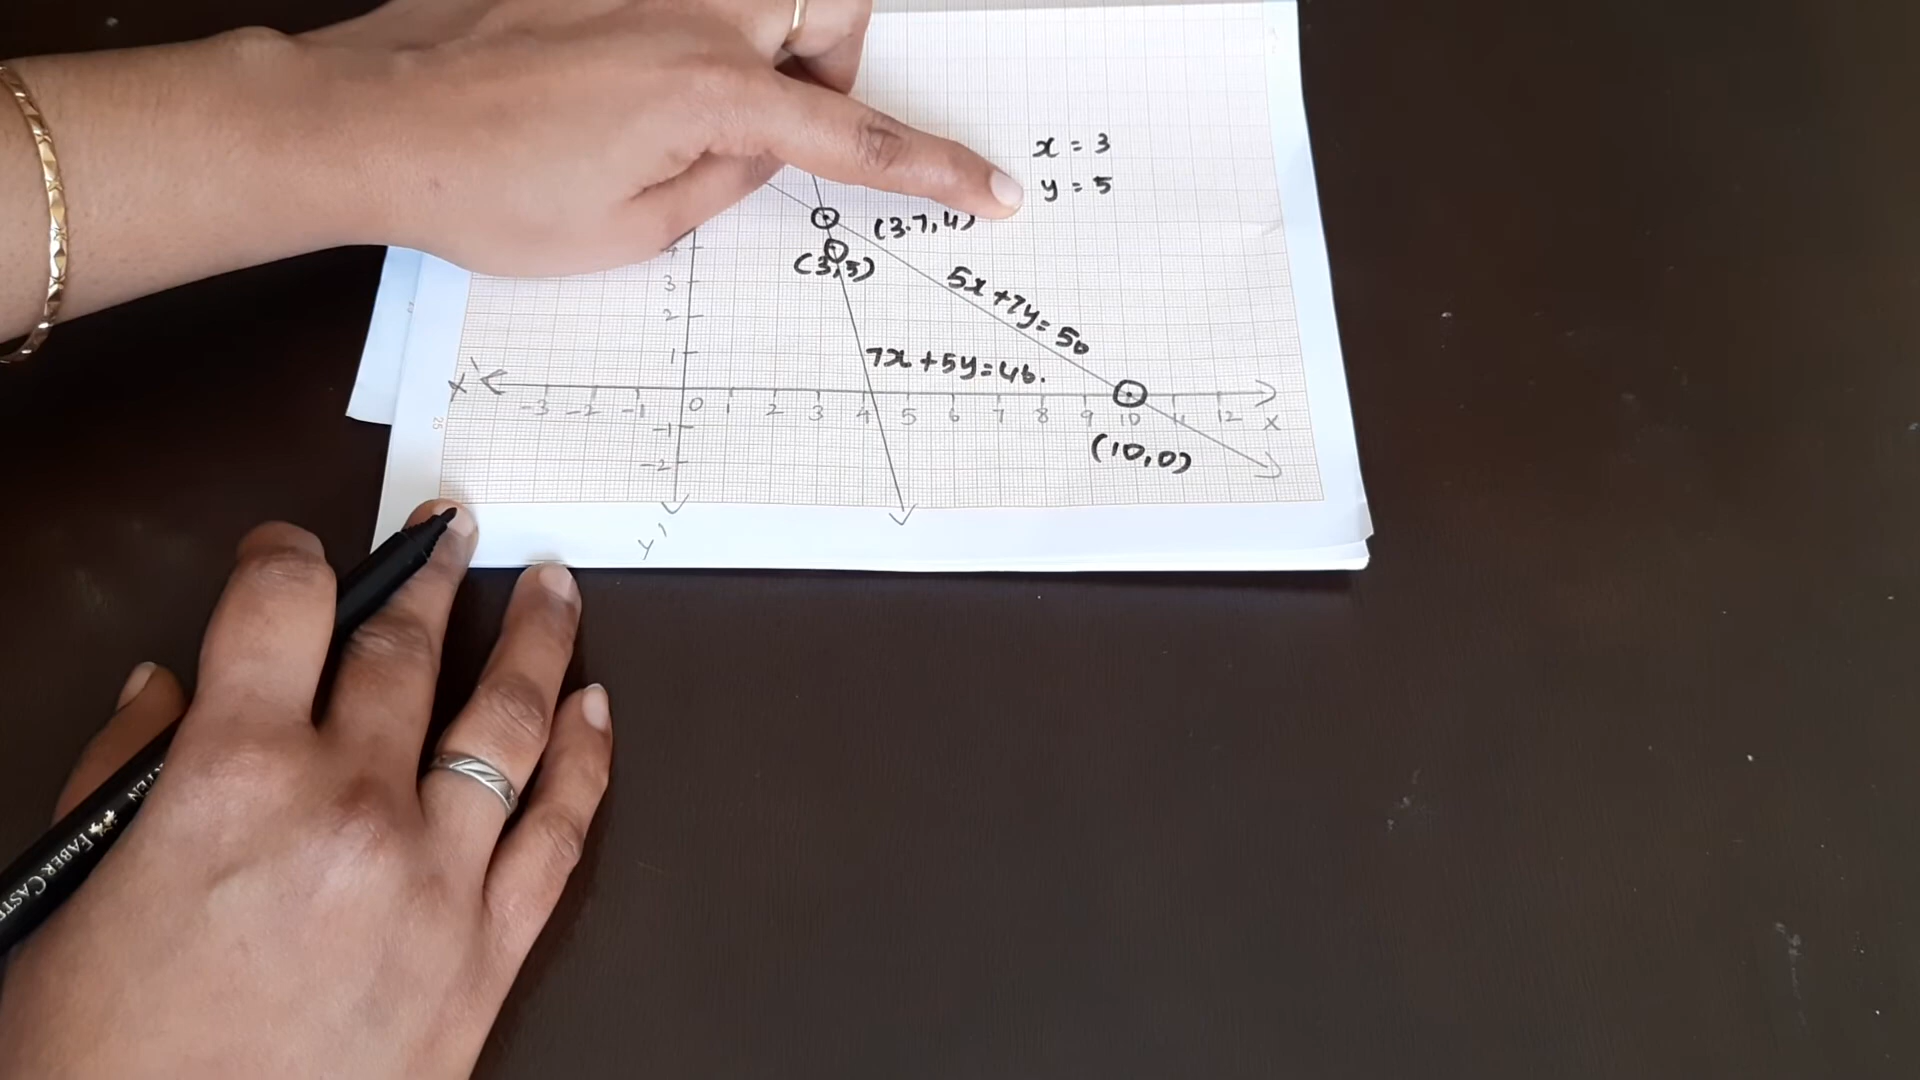 x = 3
y = 5
(3.7,4)
(3,5)
5x+7y=50
4
3
2
1
7x+5y=46.
X'
-3 -2 -1 0 1 2 3 4 5 6 7 8 9 10 11 12 X
-1
(10,0)
-2
Y'
FABER CASTE